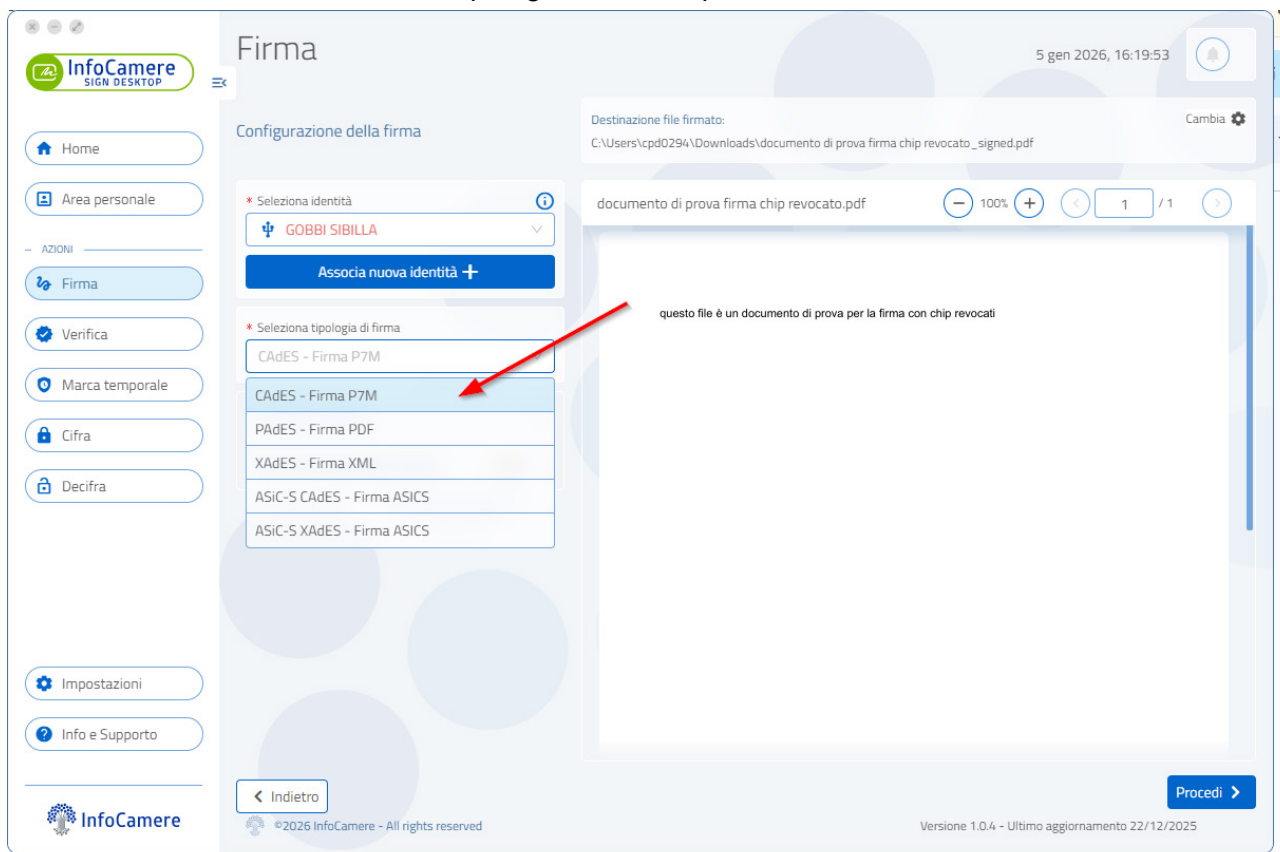 InfoCamere
SIGN DESKTOP
Firma
5 gen 2026, 16:19:53
Home
Area personale
AZIONI
Firma
Verifica
Marca temporale
Cifra
Decifra
Impostazioni
Info e Supporto
InfoCamere
Configurazione della firma
Destinazione file firmato:
Cambia
C:\Users\cpd0294\Downloads\documento di prova firma chip revocato_signed.pdf
* Seleziona identità
GOBBI SIBILLA
Associa nuova identità +
* Seleziona tipologia di firma
CAdES - Firma P7M
CAdES - Firma P7M
PAdES - Firma PDF
XAdES - Firma XML
ASiC-S CAdES - Firma ASICS
ASiC-S XAdES - Firma ASICS
documento di prova firma chip revocato.pdf
100%
1 / 1
questo file è un documento di prova per la firma con chip revocati
Indietro
Procedi
©2026 InfoCamere - All rights reserved
Versione 1.0.4 - Ultimo aggiornamento 22/12/2025